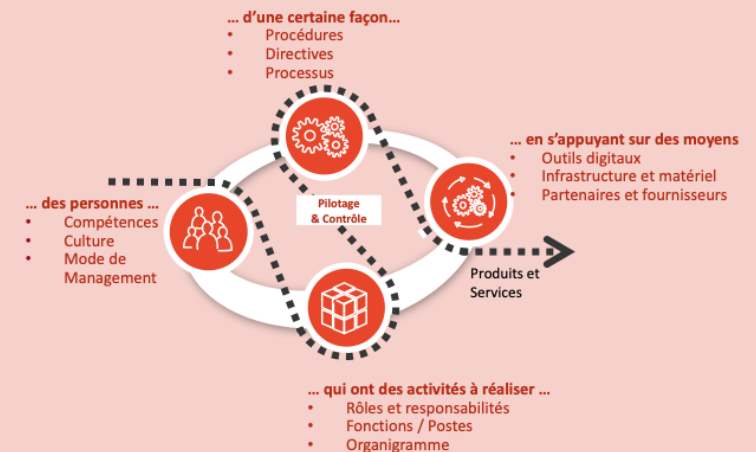 … d’une certaine façon…
• Procédures
• Directives
• Processus
… en s’appuyant sur des moyens
• Outils digitaux
• Infrastructure et matériel
• Partenaires et fournisseurs
… des personnes …
• Compétences
• Culture
• Mode de
Management
Pilotage
& Contrôle
Produits et
Services
… qui ont des activités à réaliser …
• Rôles et responsabilités
• Fonctions / Postes
• Organigramme